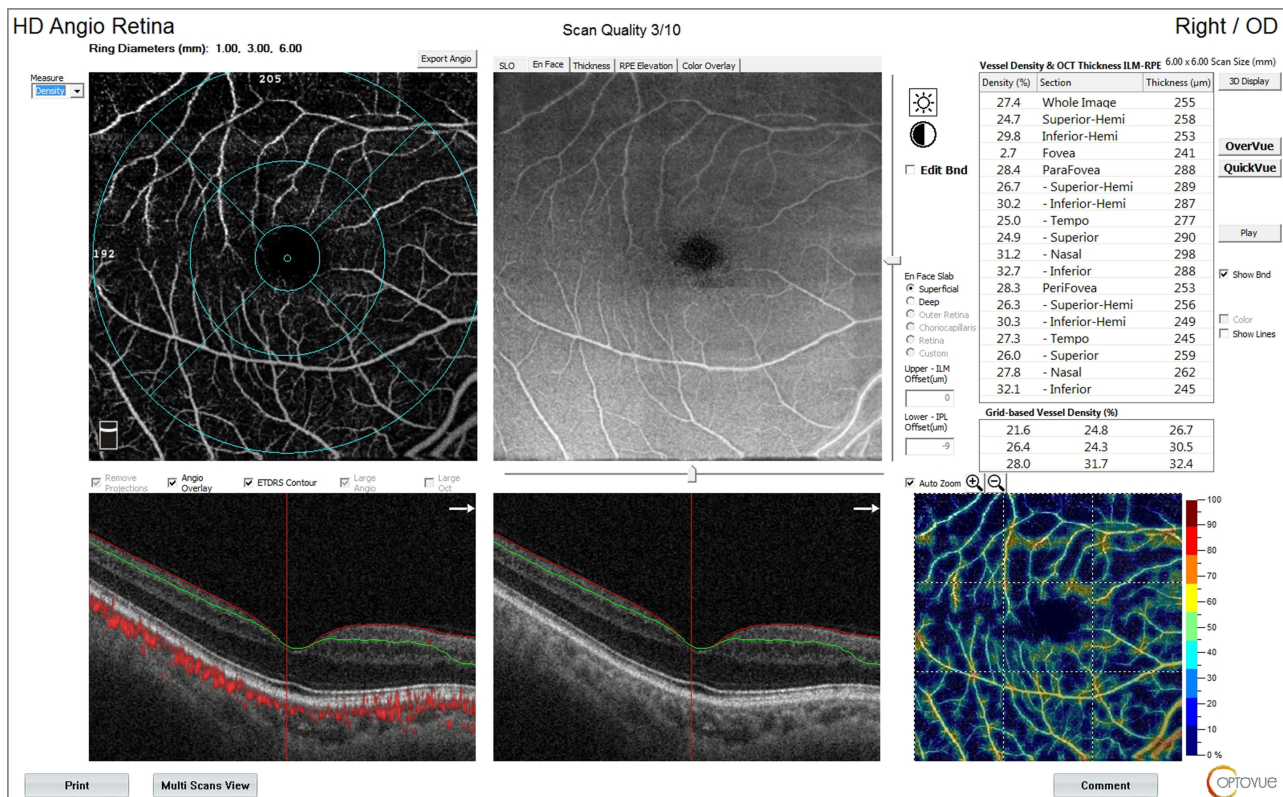 HD Angio Retina
Scan Quality 3/10
Right / OD
Ring Diameters (mm): 1.00, 3.00, 6.00
Export Angio
Measure
Density
205
192
SLO En Face Thickness RPE Elevation Color Overlay
Edit Bnd
En Face Slab
Superficial
Deep
Outer Retina
Choriocapillaris
Retina
Custom
Upper - ILM
Offset(um)
0
Lower - IPL
Offset(um)
-9
Vessel Density & OCT Thickness ILM-RPE 6.00 x 6.00 Scan Size (mm)
Density (%) Section Thickness (µm)
27.4 Whole Image 255
24.7 Superior-Hemi 258
29.8 Inferior-Hemi 253
2.7 Fovea 241
28.4 ParaFovea 288
26.7 - Superior-Hemi 289
30.2 - Inferior-Hemi 287
25.0 - Tempo 277
24.9 - Superior 290
31.2 - Nasal 298
32.7 - Inferior 288
28.3 PeriFovea 253
26.3 - Superior-Hemi 256
30.3 - Inferior-Hemi 249
27.3 - Tempo 245
26.0 - Superior 259
27.8 - Nasal 262
32.1 - Inferior 245
Grid-based Vessel Density (%)
21.6 24.8 26.7
26.4 24.3 30.5
28.0 31.7 32.4
3D Display
OverVue
QuickVue
Play
Show Bnd
Color
Show Lines
Remove Projections
Angio Overlay
ETDRS Contour
Large Angio
Large Oct
Auto Zoom
100
90
80
70
60
50
40
30
20
10
0 %
Print
Multi Scans View
Comment
OPTOVUE